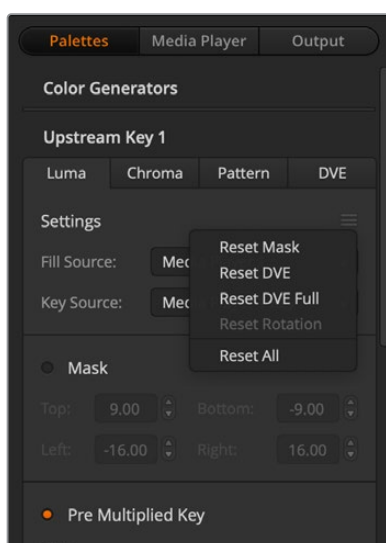 Palettes Media Player Output
Color Generators
Upstream Key 1
Luma Chroma Pattern DVE
Settings
Reset Mask
Fill Source:
Reset DVE
Reset DVE Full
Key Source:
Reset Rotation
Reset All
Mask
Top: 9.00 Bottom: -9.00
Left: -16.00 Right: 16.00
Pre Multiplied Key